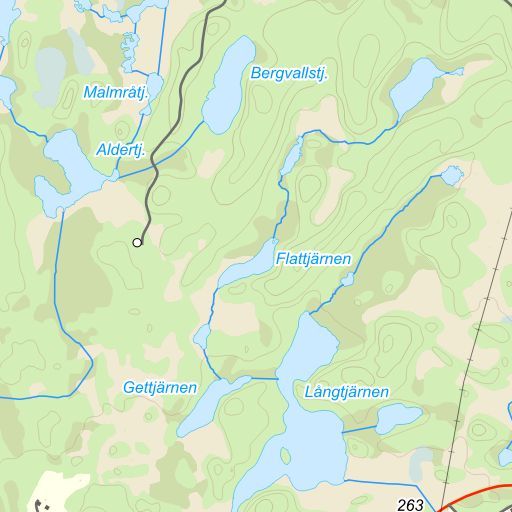 Bergvallstj.
Malmråtj.
Aldertj.
Flattjärnen
Gettjärnen
Långtjärnen
263